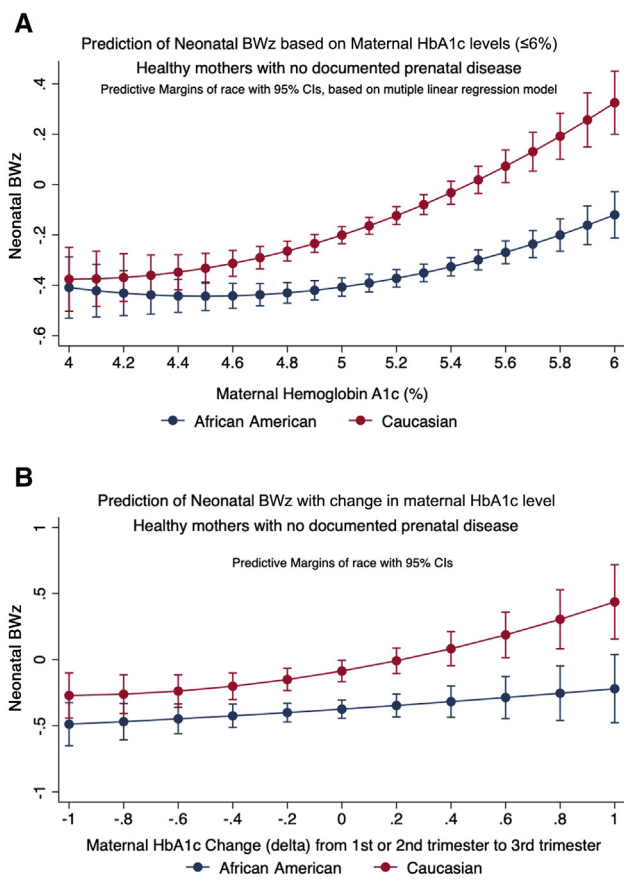 A
Prediction of Neonatal BWz based on Maternal HbA1c levels (≤6%)
Healthy mothers with no documented prenatal disease
Predictive Margins of race with 95% CIs, based on mutiple linear regression model
Neonatal BWz
.4
.2
0
-.2
-.4
-.6
4 4.2 4.4 4.6 4.8 5 5.2 5.4 5.6 5.8 6
Maternal Hemoglobin A1c (%)
African American Caucasian
B
Prediction of Neonatal BWz with change in maternal HbA1c level
Healthy mothers with no documented prenatal disease
Predictive Margins of race with 95% CIs
Neonatal BWz
1
.5
0
-.5
-1
-1 -.8 -.6 -.4 -.2 0 .2 .4 .6 .8 1
Maternal HbA1c Change (delta) from 1st or 2nd trimester to 3rd trimester
African American Caucasian